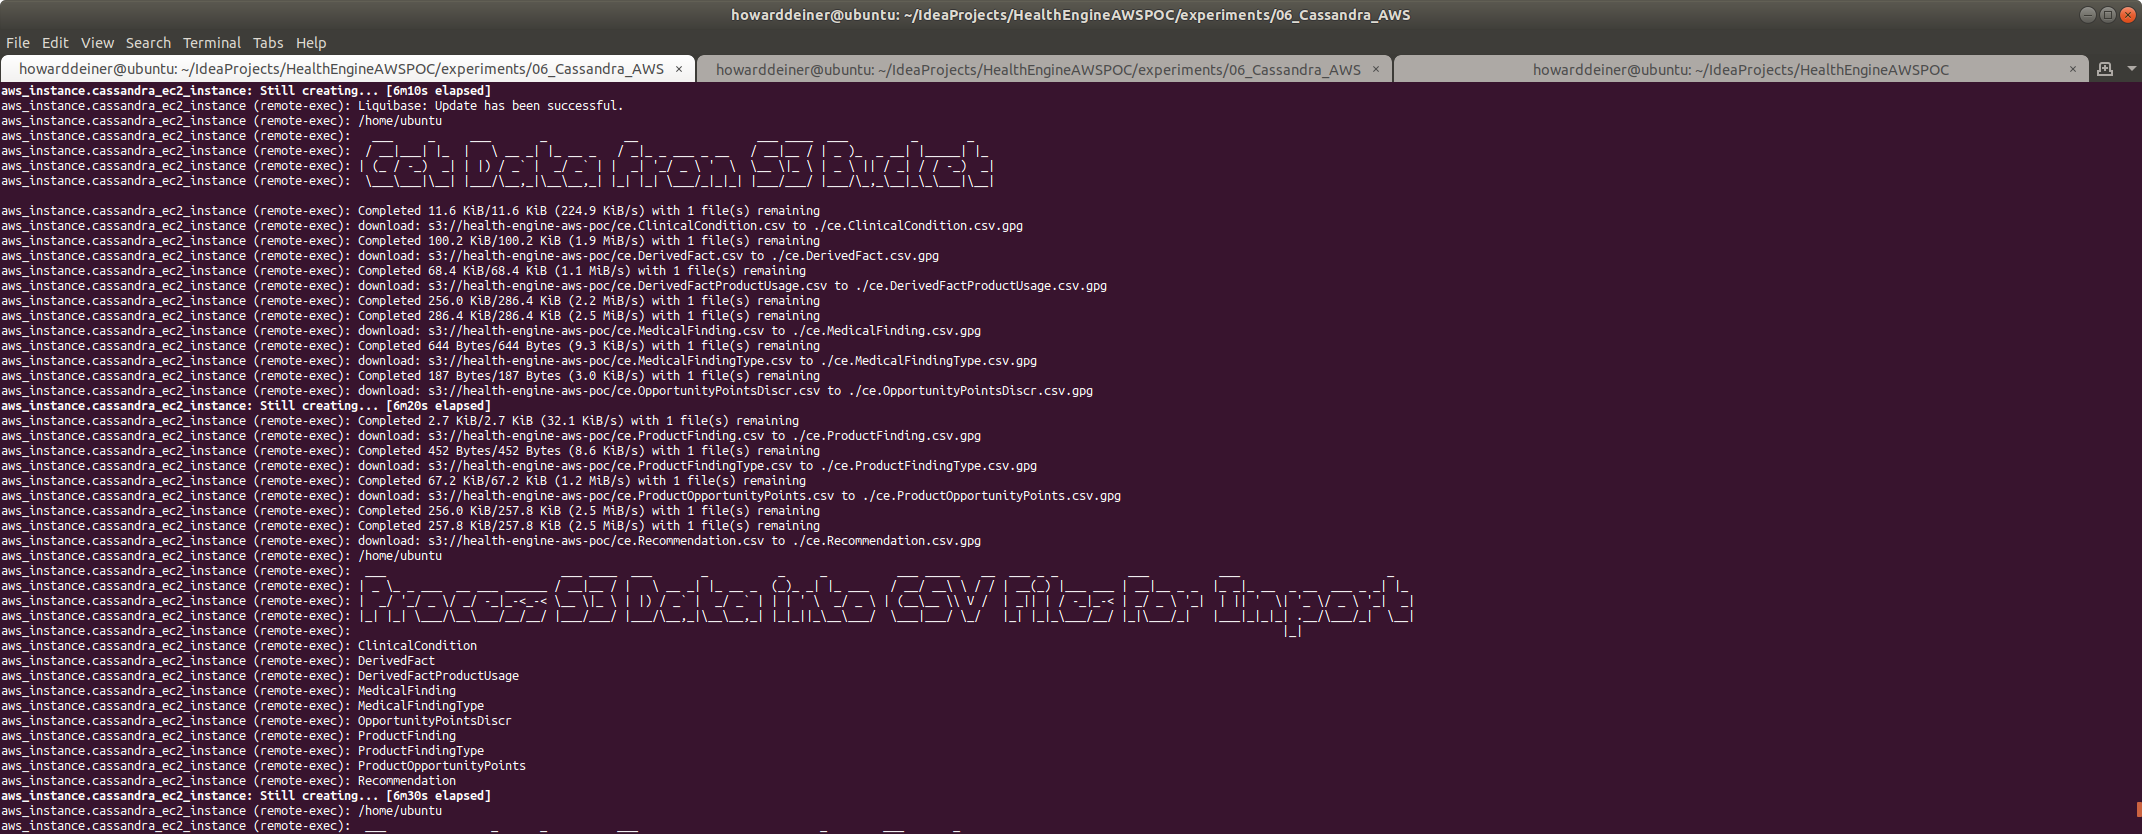 howarddeiner@ubuntu: ~/IdeaProjects/HealthEngineAWSPOC/experiments/06_Cassandra_AWS
File Edit View Search Terminal Tabs Help
howarddeiner@ubuntu: ~/IdeaProjects/HealthEngineAWSPOC/experiments/06_Cassandra_AWS × howarddeiner@ubuntu: ~/IdeaProjects/HealthEngineAWSPOC/experiments/06_Cassandra_AWS × howarddeiner@ubuntu: ~/IdeaProjects/HealthEngineAWSPOC ×
aws_instance.cassandra_ec2_instance: Still creating... [6m10s elapsed]
aws_instance.cassandra_ec2_instance (remote-exec): Liquibase: Update has been successful.
aws_instance.cassandra_ec2_instance (remote-exec): /home/ubuntu
aws_instance.cassandra_ec2_instance (remote-exec):
aws_instance.cassandra_ec2_instance (remote-exec):
aws_instance.cassandra_ec2_instance (remote-exec): Get Data from S3 Bucket
aws_instance.cassandra_ec2_instance (remote-exec):
aws_instance.cassandra_ec2_instance (remote-exec): Completed 11.6 KiB/11.6 KiB (224.9 KiB/s) with 1 file(s) remaining
aws_instance.cassandra_ec2_instance (remote-exec): download: s3://health-engine-aws-poc/ce.ClinicalCondition.csv to ./ce.ClinicalCondition.csv.gpg
aws_instance.cassandra_ec2_instance (remote-exec): Completed 100.2 KiB/100.2 KiB (1.9 MiB/s) with 1 file(s) remaining
aws_instance.cassandra_ec2_instance (remote-exec): download: s3://health-engine-aws-poc/ce.DerivedFact.csv to ./ce.DerivedFact.csv.gpg
aws_instance.cassandra_ec2_instance (remote-exec): Completed 68.4 KiB/68.4 KiB (1.1 MiB/s) with 1 file(s) remaining
aws_instance.cassandra_ec2_instance (remote-exec): download: s3://health-engine-aws-poc/ce.DerivedFactProductUsage.csv to ./ce.DerivedFactProductUsage.csv.gpg
aws_instance.cassandra_ec2_instance (remote-exec): Completed 256.0 KiB/286.4 KiB (2.2 MiB/s) with 1 file(s) remaining
aws_instance.cassandra_ec2_instance (remote-exec): Completed 286.4 KiB/286.4 KiB (2.5 MiB/s) with 1 file(s) remaining
aws_instance.cassandra_ec2_instance (remote-exec): download: s3://health-engine-aws-poc/ce.MedicalFinding.csv to ./ce.MedicalFinding.csv.gpg
aws_instance.cassandra_ec2_instance (remote-exec): Completed 644 Bytes/644 Bytes (9.3 KiB/s) with 1 file(s) remaining
aws_instance.cassandra_ec2_instance (remote-exec): download: s3://health-engine-aws-poc/ce.MedicalFindingType.csv to ./ce.MedicalFindingType.csv.gpg
aws_instance.cassandra_ec2_instance (remote-exec): Completed 187 Bytes/187 Bytes (3.0 KiB/s) with 1 file(s) remaining
aws_instance.cassandra_ec2_instance (remote-exec): download: s3://health-engine-aws-poc/ce.OpportunityPointsDiscr.csv to ./ce.OpportunityPointsDiscr.csv.gpg
aws_instance.cassandra_ec2_instance: Still creating... [6m20s elapsed]
aws_instance.cassandra_ec2_instance (remote-exec): Completed 2.7 KiB/2.7 KiB (32.1 KiB/s) with 1 file(s) remaining
aws_instance.cassandra_ec2_instance (remote-exec): download: s3://health-engine-aws-poc/ce.ProductFinding.csv to ./ce.ProductFinding.csv.gpg
aws_instance.cassandra_ec2_instance (remote-exec): Completed 452 Bytes/452 Bytes (8.6 KiB/s) with 1 file(s) remaining
aws_instance.cassandra_ec2_instance (remote-exec): download: s3://health-engine-aws-poc/ce.ProductFindingType.csv to ./ce.ProductFindingType.csv.gpg
aws_instance.cassandra_ec2_instance (remote-exec): Completed 67.2 KiB/67.2 KiB (1.2 MiB/s) with 1 file(s) remaining
aws_instance.cassandra_ec2_instance (remote-exec): download: s3://health-engine-aws-poc/ce.ProductOpportunityPoints.csv to ./ce.ProductOpportunityPoints.csv.gpg
aws_instance.cassandra_ec2_instance (remote-exec): Completed 256.0 KiB/257.8 KiB (2.5 MiB/s) with 1 file(s) remaining
aws_instance.cassandra_ec2_instance (remote-exec): Completed 257.8 KiB/257.8 KiB (2.5 MiB/s) with 1 file(s) remaining
aws_instance.cassandra_ec2_instance (remote-exec): download: s3://health-engine-aws-poc/ce.Recommendation.csv to ./ce.Recommendation.csv.gpg
aws_instance.cassandra_ec2_instance (remote-exec): /home/ubuntu
aws_instance.cassandra_ec2_instance (remote-exec):
aws_instance.cassandra_ec2_instance (remote-exec):
aws_instance.cassandra_ec2_instance (remote-exec): Process S3 Data into CSV Files For Import
aws_instance.cassandra_ec2_instance (remote-exec):
aws_instance.cassandra_ec2_instance (remote-exec):
aws_instance.cassandra_ec2_instance (remote-exec): ClinicalCondition
aws_instance.cassandra_ec2_instance (remote-exec): DerivedFact
aws_instance.cassandra_ec2_instance (remote-exec): DerivedFactProductUsage
aws_instance.cassandra_ec2_instance (remote-exec): MedicalFinding
aws_instance.cassandra_ec2_instance (remote-exec): MedicalFindingType
aws_instance.cassandra_ec2_instance (remote-exec): OpportunityPointsDiscr
aws_instance.cassandra_ec2_instance (remote-exec): ProductFinding
aws_instance.cassandra_ec2_instance (remote-exec): ProductFindingType
aws_instance.cassandra_ec2_instance (remote-exec): ProductOpportunityPoints
aws_instance.cassandra_ec2_instance (remote-exec): Recommendation
aws_instance.cassandra_ec2_instance: Still creating... [6m30s elapsed]
aws_instance.cassandra_ec2_instance (remote-exec): /home/ubuntu
aws_instance.cassandra_ec2_instance (remote-exec):